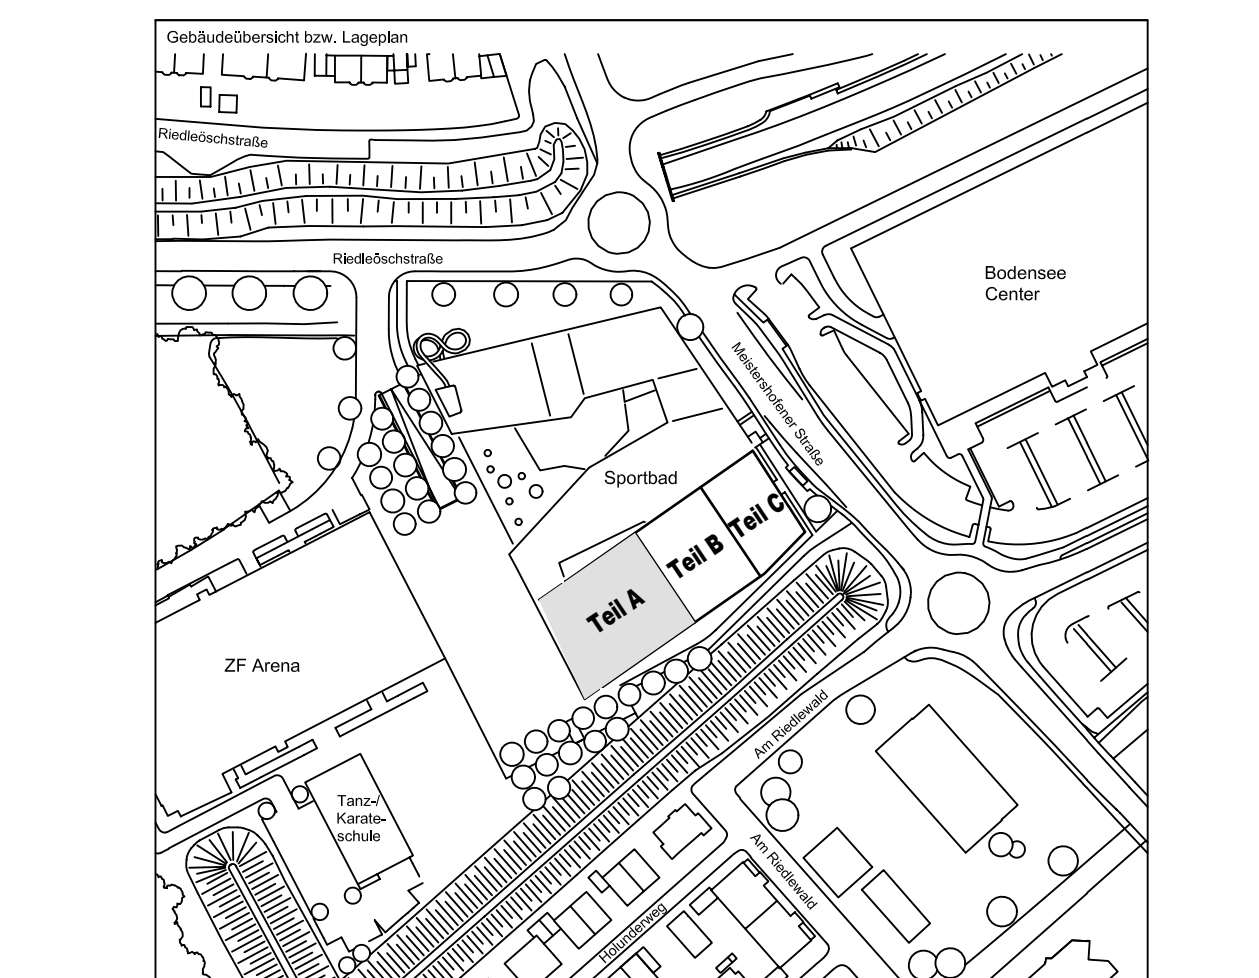 Gebäudeübersicht bzw. Lageplan
Riedleöschstraße
Riedleöschstraße
Bodensee
Center
Meistershofener Straße
Sportbad
Teil C
Teil B
Teil A
ZF Arena
Am Riedlewald
Tanz-/
Karate-
schule
Am Riedlewald
Holunderweg